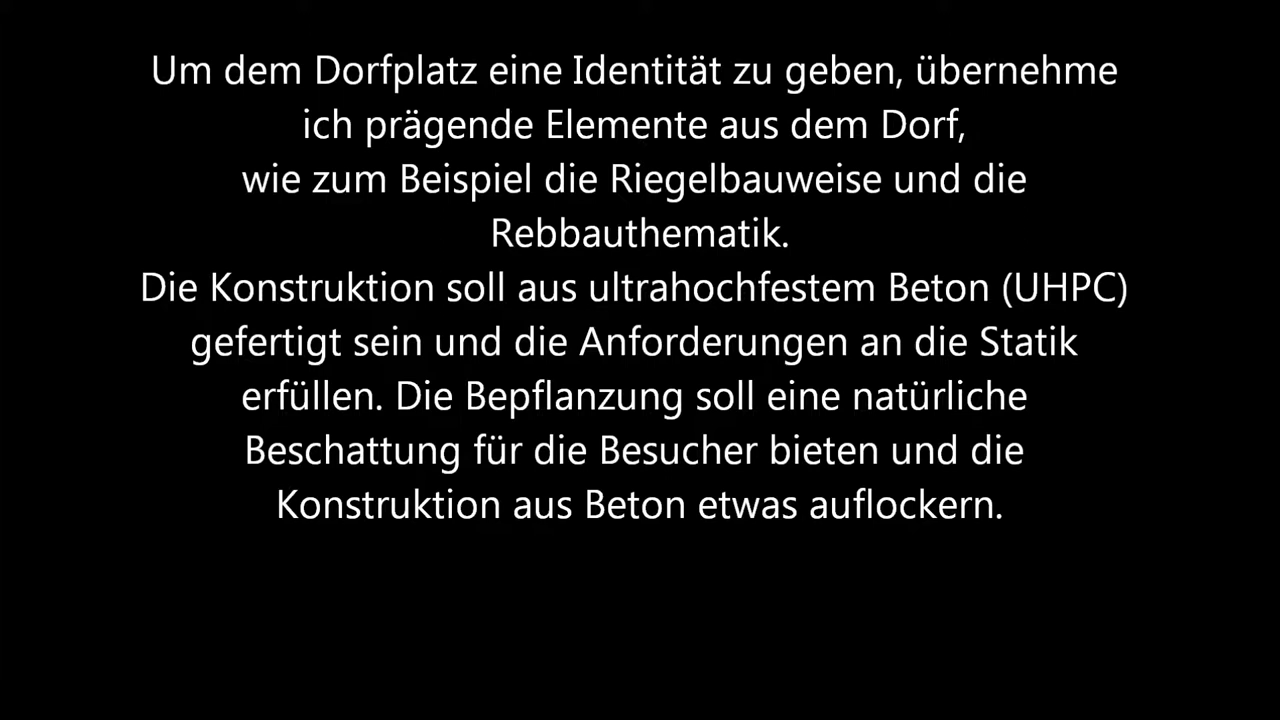 Um dem Dorfplatz eine Identität zu geben, übernehme
ich prägende Elemente aus dem Dorf,
wie zum Beispiel die Riegelbauweise und die
Rebbauthematik.
Die Konstruktion soll aus ultrahochfestem Beton (UHPC)
gefertigt sein und die Anforderungen an die Statik
erfüllen. Die Bepflanzung soll eine natürliche
Beschattung für die Besucher bieten und die
Konstruktion aus Beton etwas auflockern.